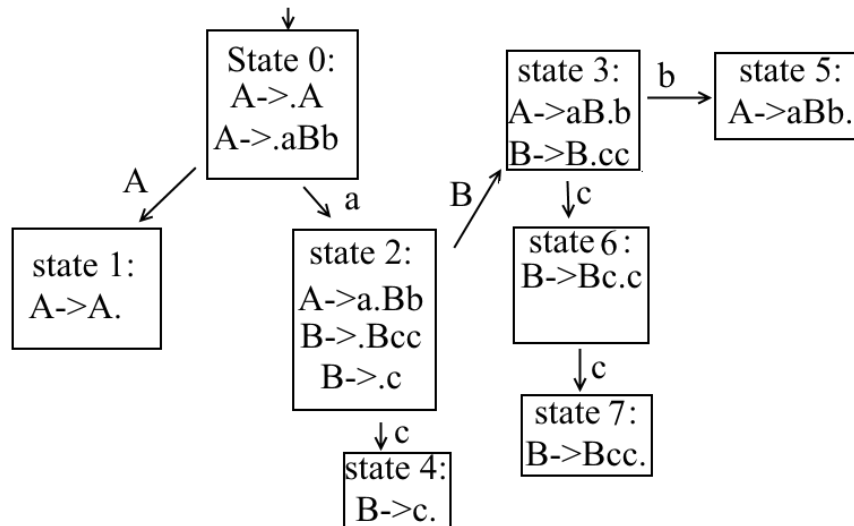 State 0:
A->.A
A->.aBb
A
a
state 1:
A->A.
state 2:
A->a.Bb
B->.Bcc
B->.c
c
state 4:
B->c.
B
state 3:
A->aB.b
B->B.cc
b
state 5:
A->aBb.
c
state 6:
B->Bc.c
c
state 7:
B->Bcc.